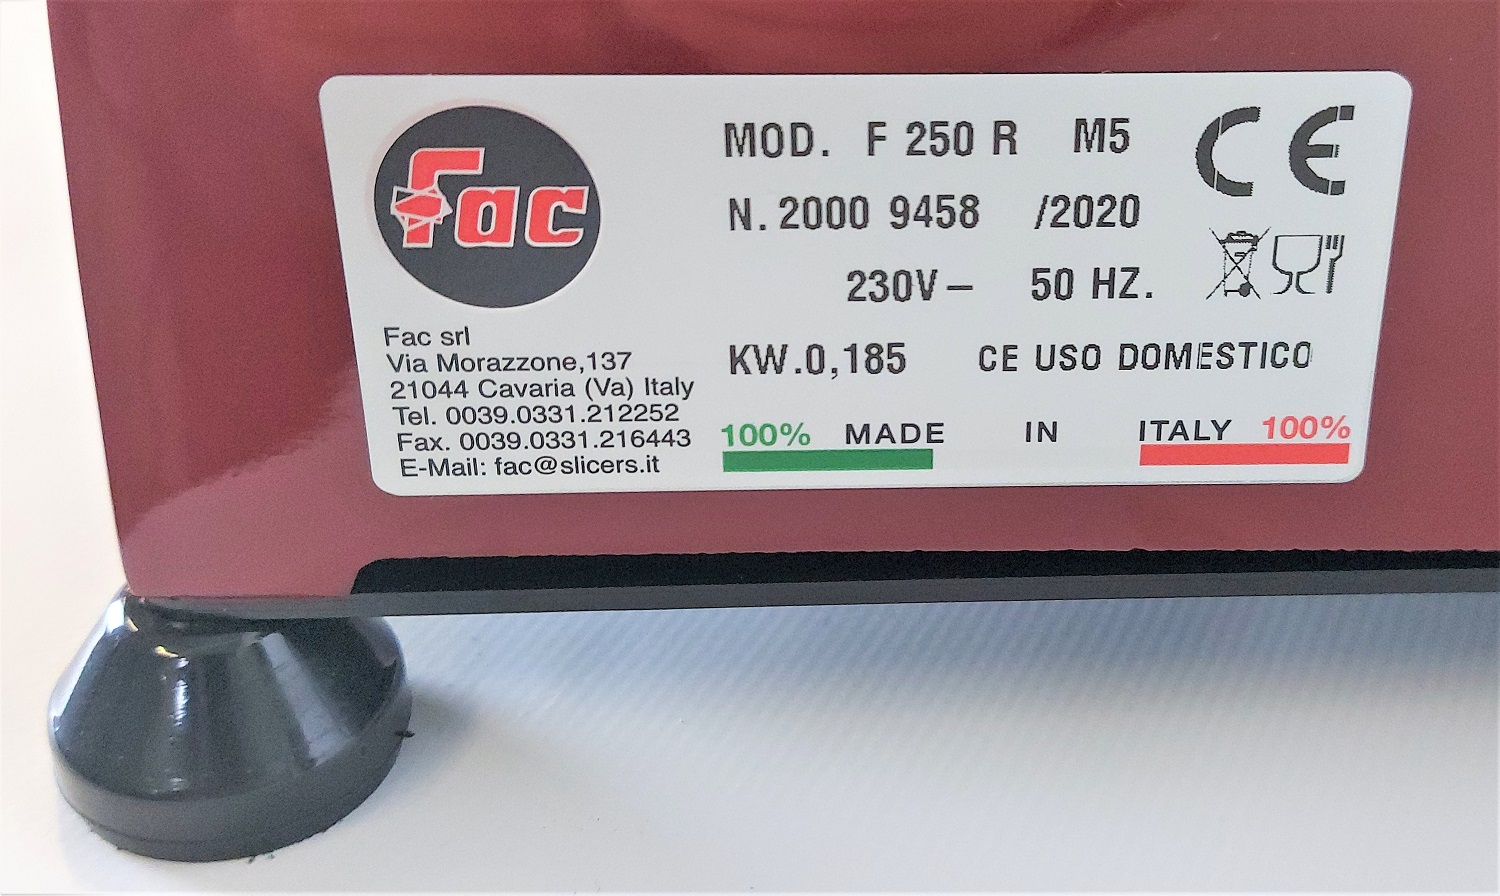 Fac
MOD. F 250 R M5
CE
N. 2000 9458 /2020
230V– 50 HZ.
KW.0,185 CE USO DOMESTICO
100% MADE IN ITALY 100%
Fac srl
Via Morazzone,137
21044 Cavaria (Va) Italy
Tel. 0039.0331.212252
Fax. 0039.0331.216443
E-Mail: fac@slicers.it